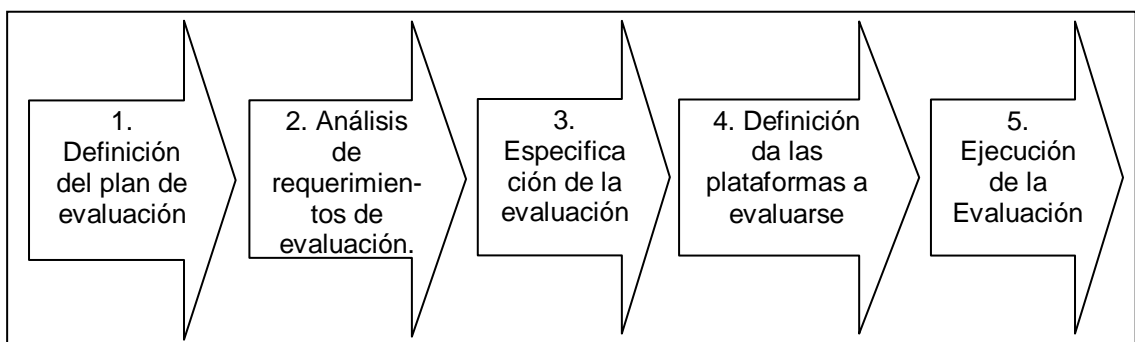 1.
Definición
del plan de
evaluación
2. Análisis
de
requerimien-
tos de
evaluación.
3.
Especifica
ción de la
evaluación
4. Definición
da las
plataformas a
evaluarse
5.
Ejecución
de la
Evaluación